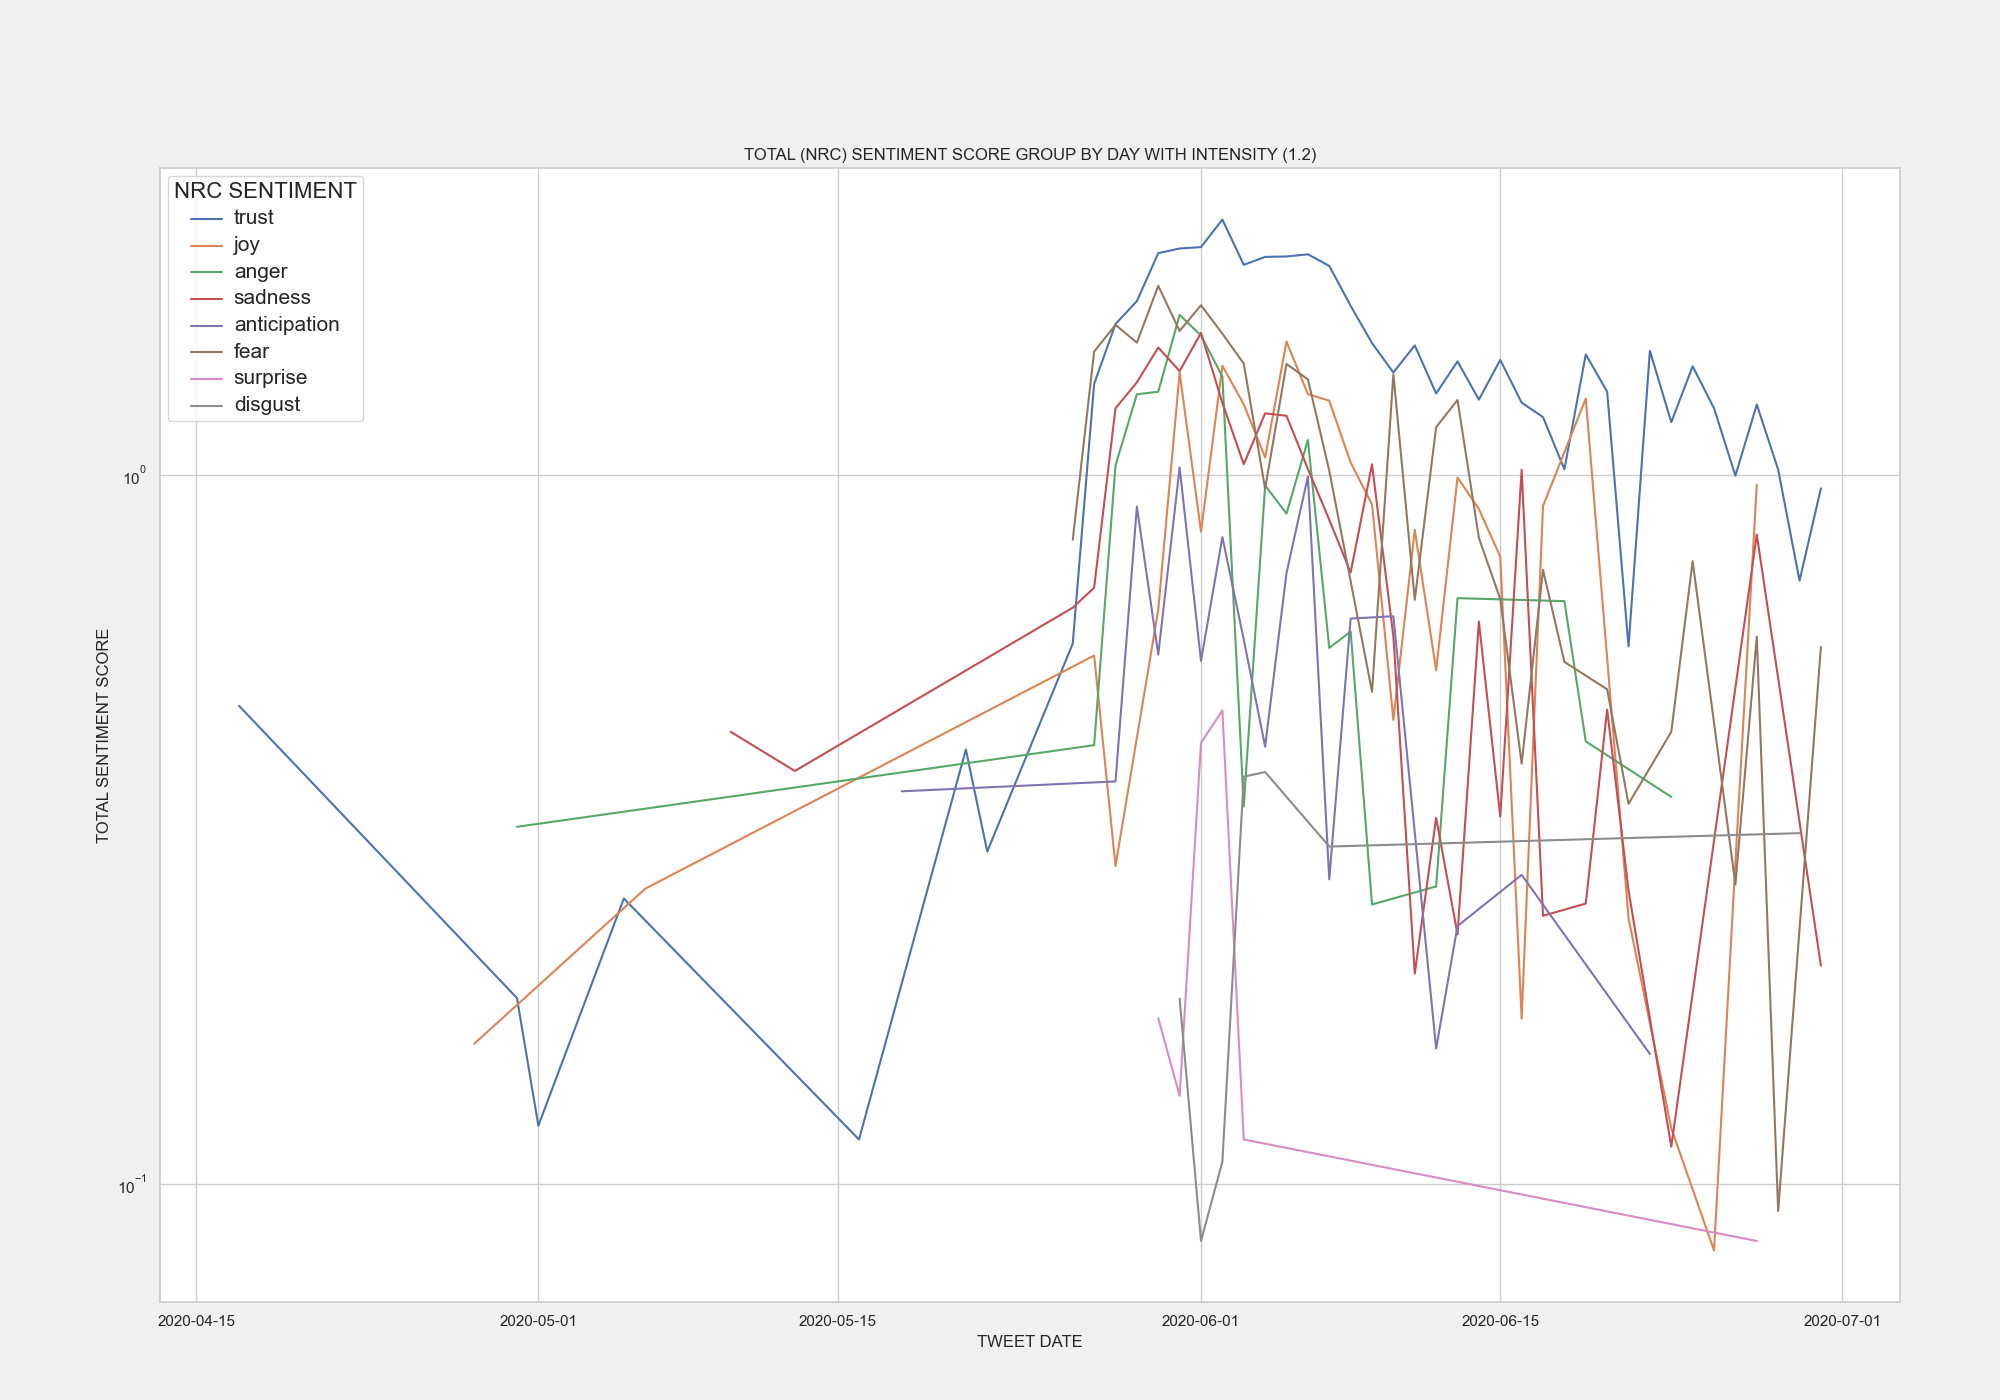 TOTAL (NRC) SENTIMENT SCORE GROUP BY DAY WITH INTENSITY (1.2)
NRC SENTIMENT
trust
joy
anger
sadness
anticipation
fear
surprise
disgust
TOTAL SENTIMENT SCORE
10⁰
10⁻¹
2020-04-15 2020-05-01 2020-05-15 2020-06-01 2020-06-15 2020-07-01
TWEET DATE